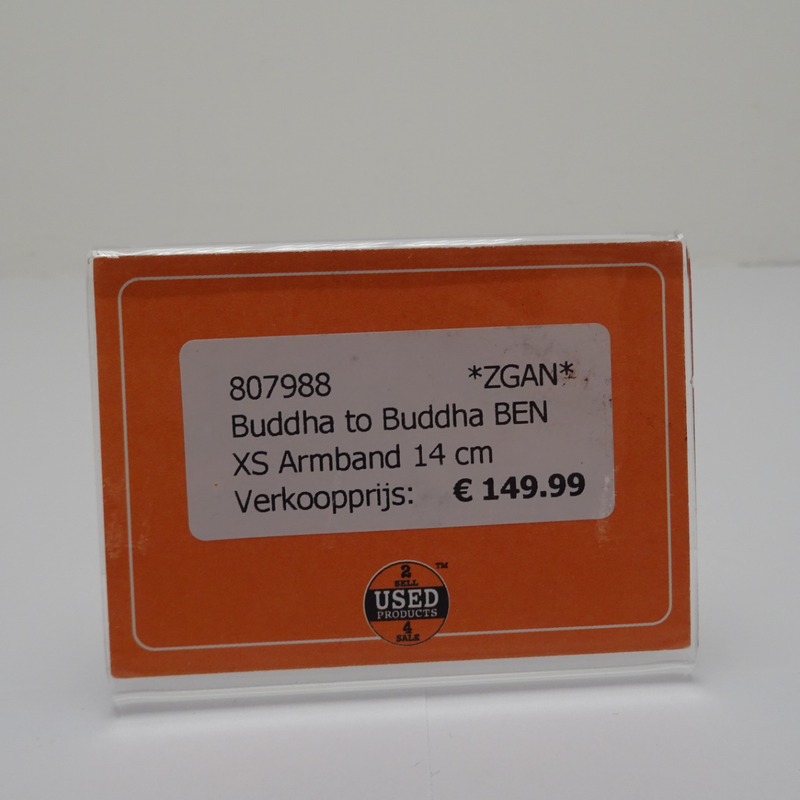 807988 *ZGAN*
Buddha to Buddha BEN
XS Armband 14 cm
Verkoopprijs: € 149.99
2
SELL
USED
PRODUCTS
4
SALE
TM